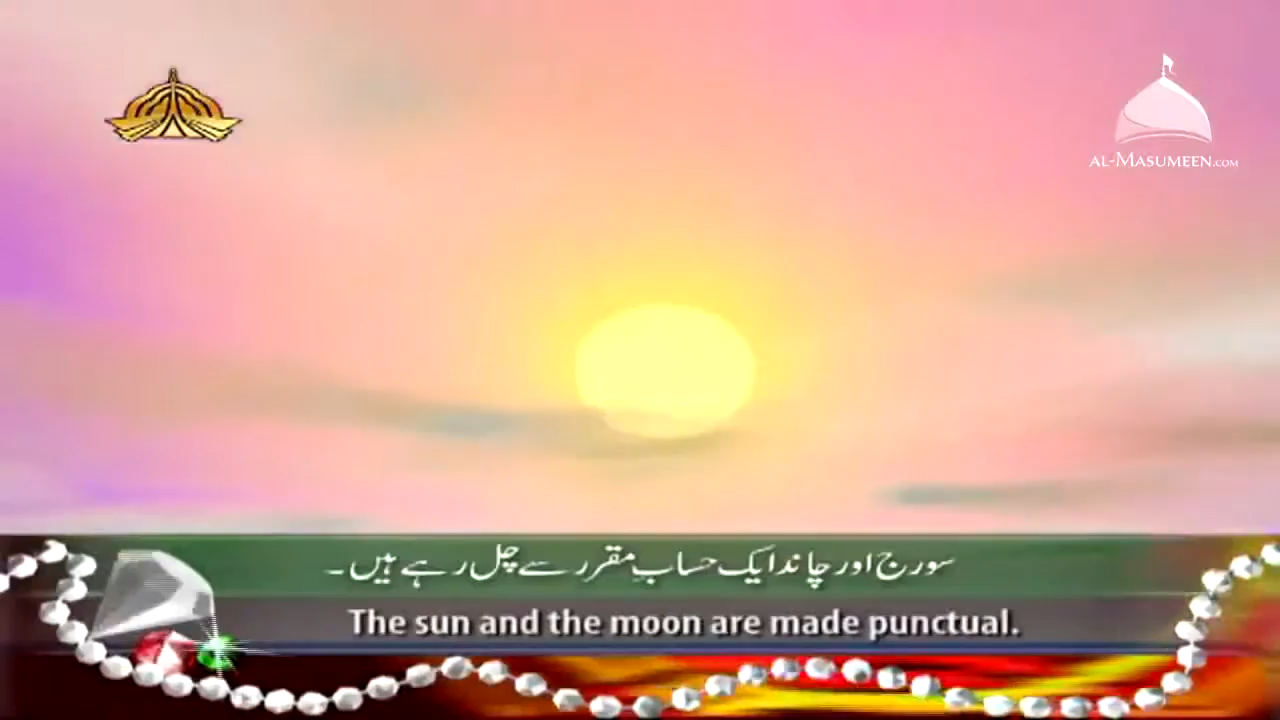 AL-MASUMEEN.COM
سورج اور چاند ایک حسابِ مقرر سے چل رہے ہیں۔
The sun and the moon are made punctual.